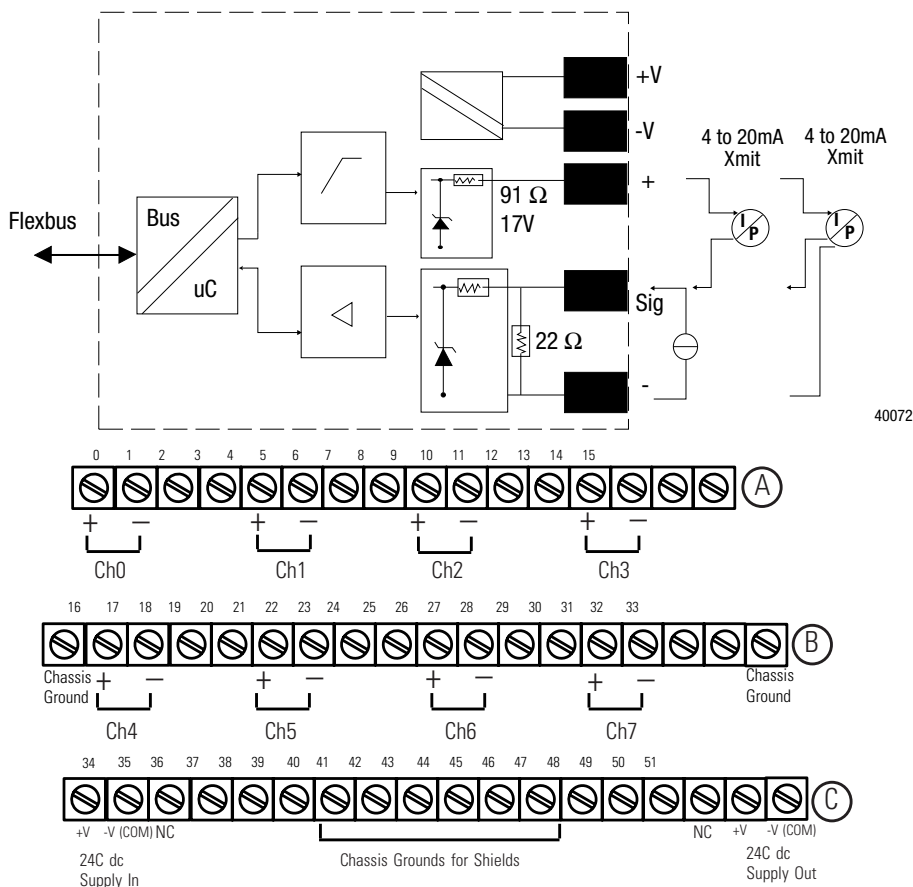 +V
-V
4 to 20mA
Xmit
4 to 20mA
Xmit
+
91 Ω
17V
I/P
I/P
Flexbus
Bus
uC
Sig
22 Ω
-
40072
0 1 2 3 4 5 6 7 8 9 10 11 12 13 14 15
A
+ − + − + − + −
Ch0 Ch1 Ch2 Ch3
16 17 18 19 20 21 22 23 24 25 26 27 28 29 30 31 32 33
B
Chassis
Ground
+ − + − + − + −
Chassis
Ground
Ch4 Ch5 Ch6 Ch7
34 35 36 37 38 39 40 41 42 43 44 45 46 47 48 49 50 51
C
+V -V (COM) NC NC +V -V (COM)
24C dc
Supply In
Chassis Grounds for Shields
24C dc
Supply Out